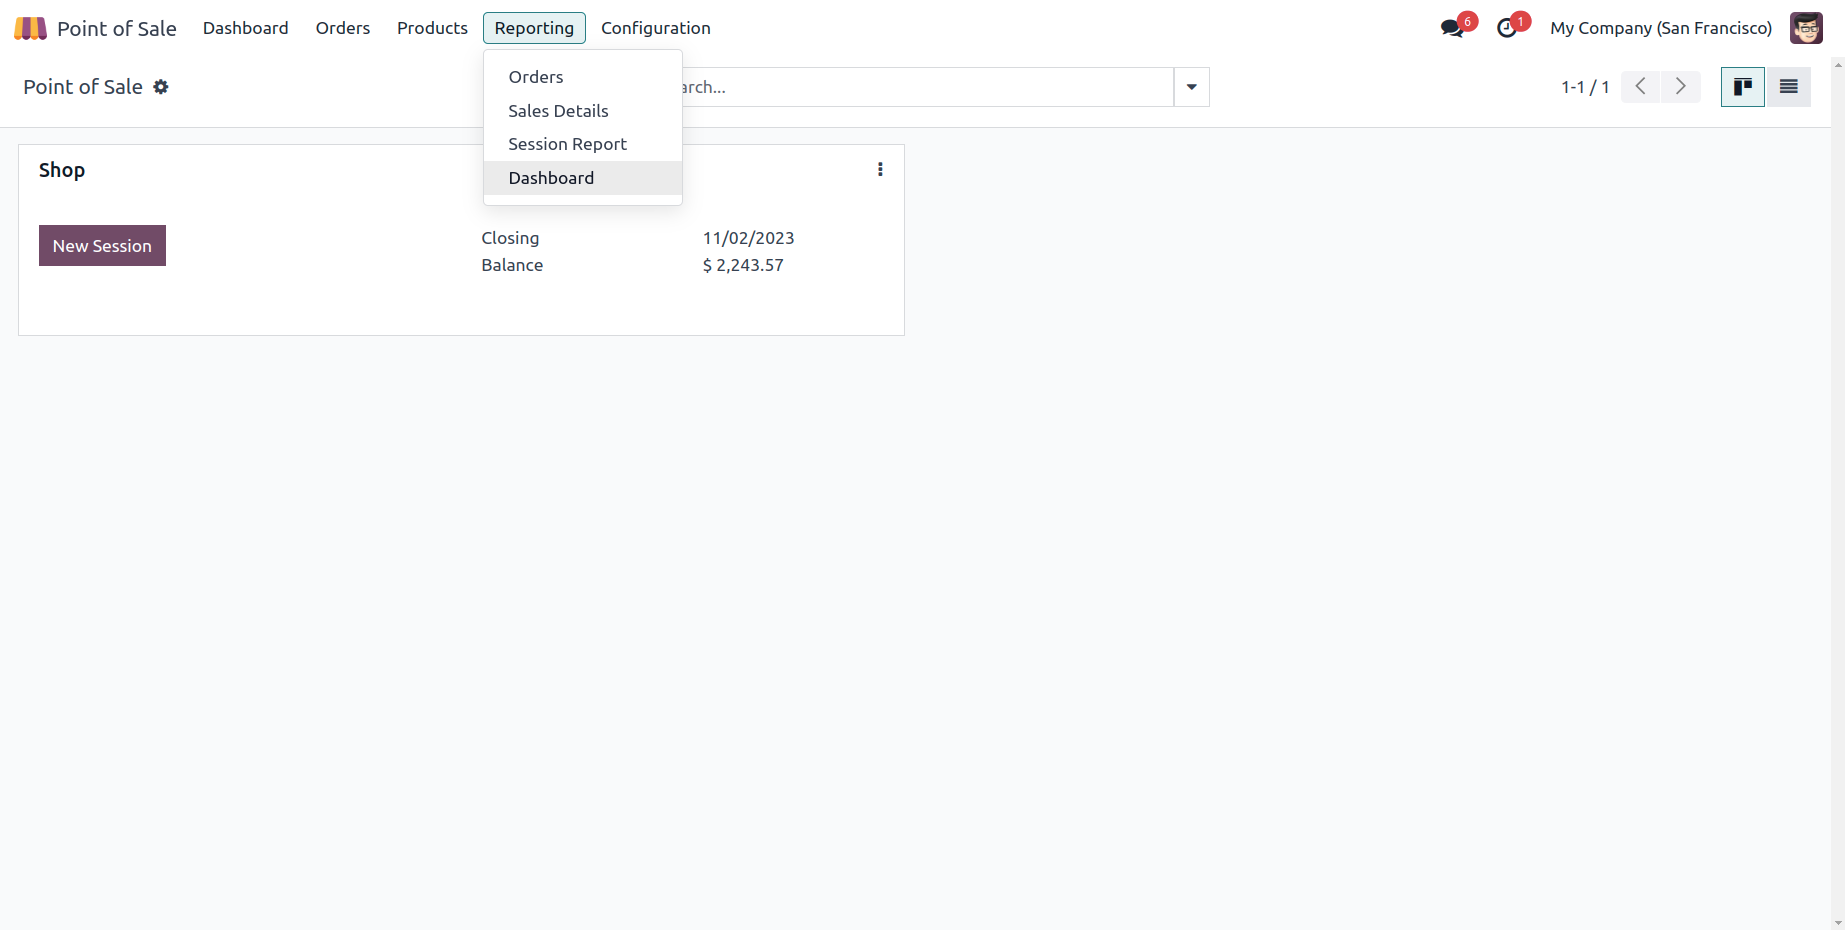 Point of Sale Dashboard Orders Products Reporting Configuration 6 1 My Company (San Francisco)
Point of Sale arch... 1-1 / 1
Orders
Sales Details
Session Report
Dashboard
Shop
New Session
Closing 11/02/2023
Balance $ 2,243.57